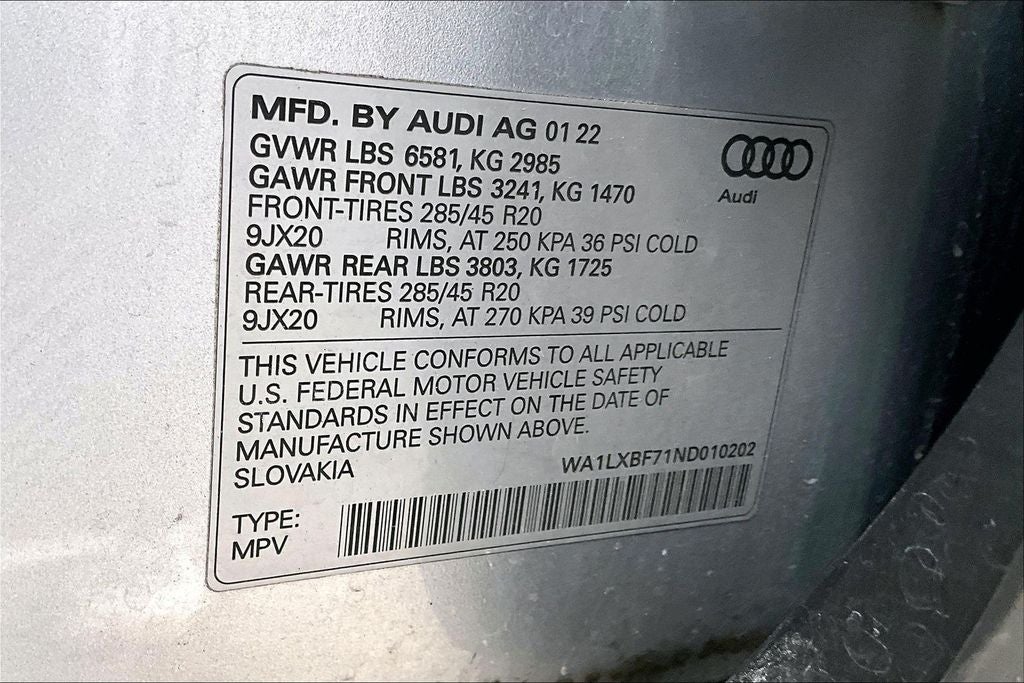 MFD. BY AUDI AG 01 22
GVWR LBS 6581, KG 2985
GAWR FRONT LBS 3241, KG 1470
FRONT-TIRES 285/45 R20
9JX20 RIMS, AT 250 KPA 36 PSI COLD
GAWR REAR LBS 3803, KG 1725
REAR-TIRES 285/45 R20
9JX20 RIMS, AT 270 KPA 39 PSI COLD
Audi
THIS VEHICLE CONFORMS TO ALL APPLICABLE
U.S. FEDERAL MOTOR VEHICLE SAFETY
STANDARDS IN EFFECT ON THE DATE OF
MANUFACTURE SHOWN ABOVE.
SLOVAKIA
WA1LXBF71ND010202
TYPE:
MPV